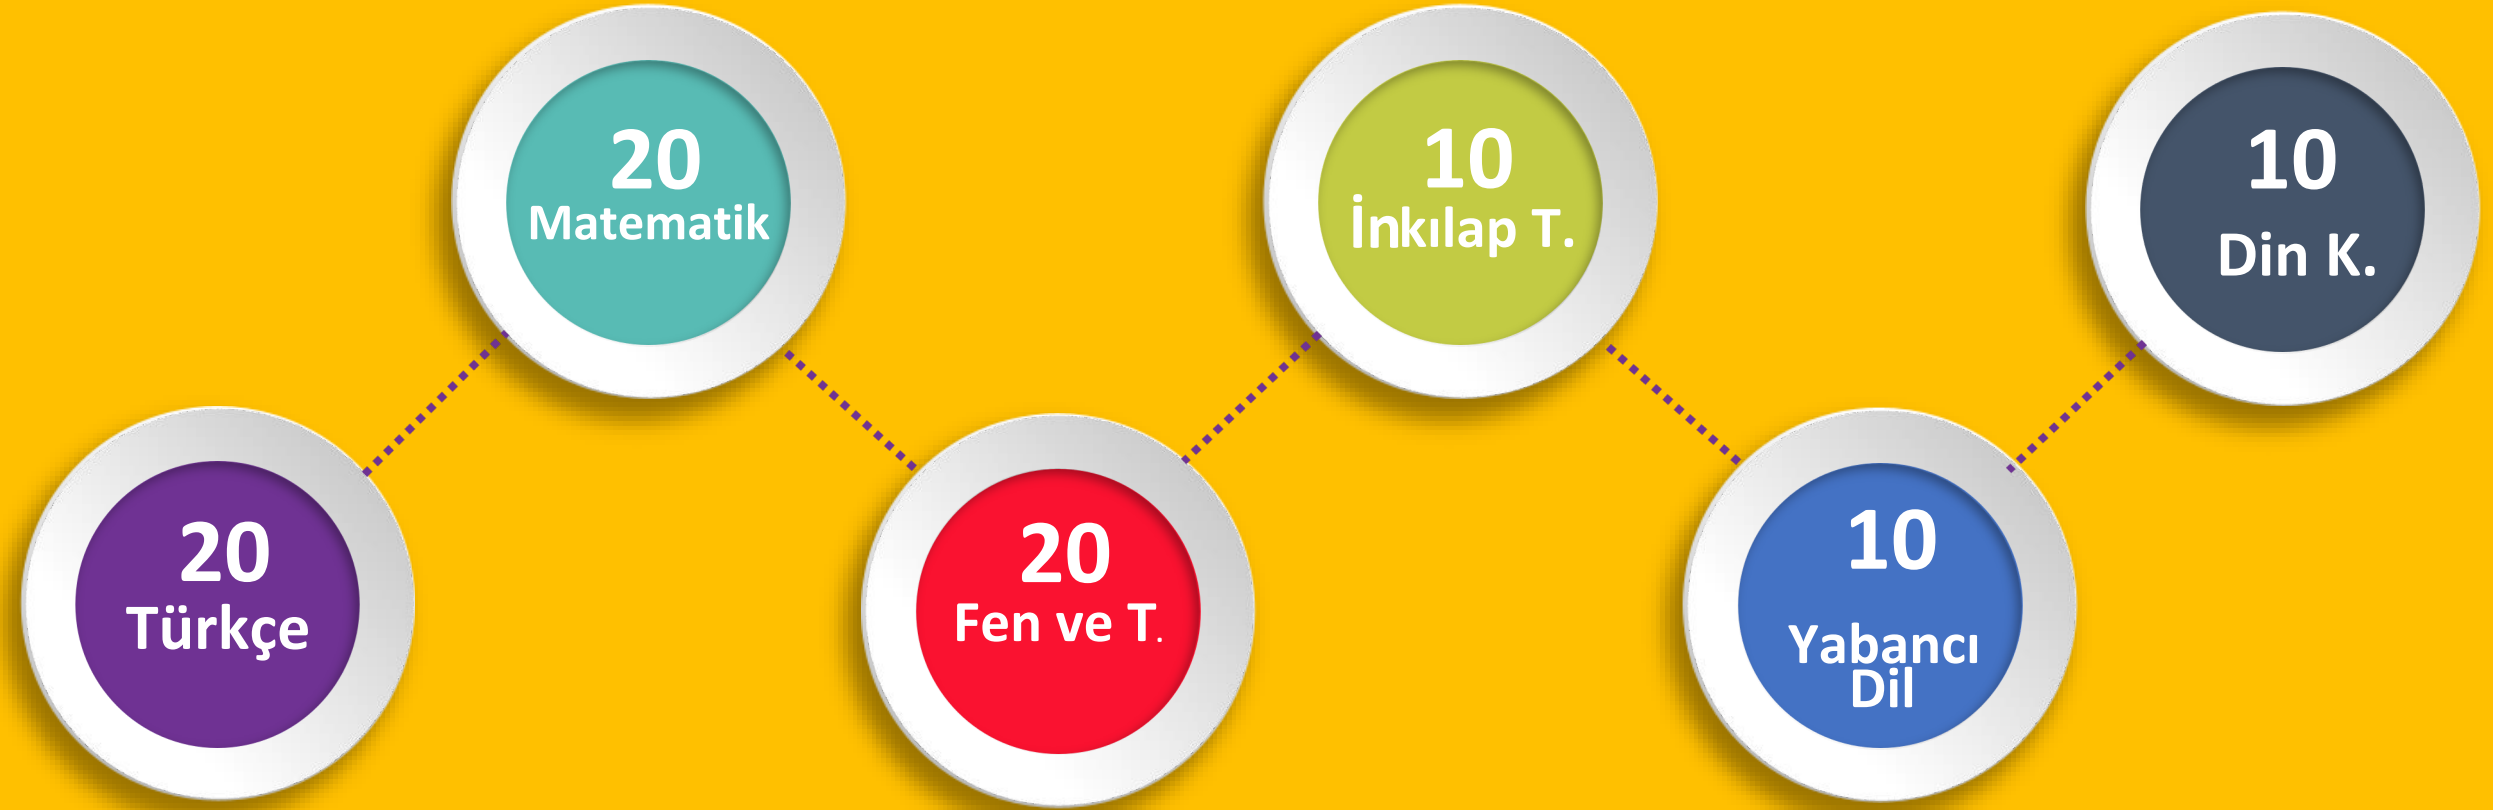 20
Türkçe
20
Matematik
20
Fen ve T.
10
İnkılap T.
10
Yabancı
Dil
10
Din K.